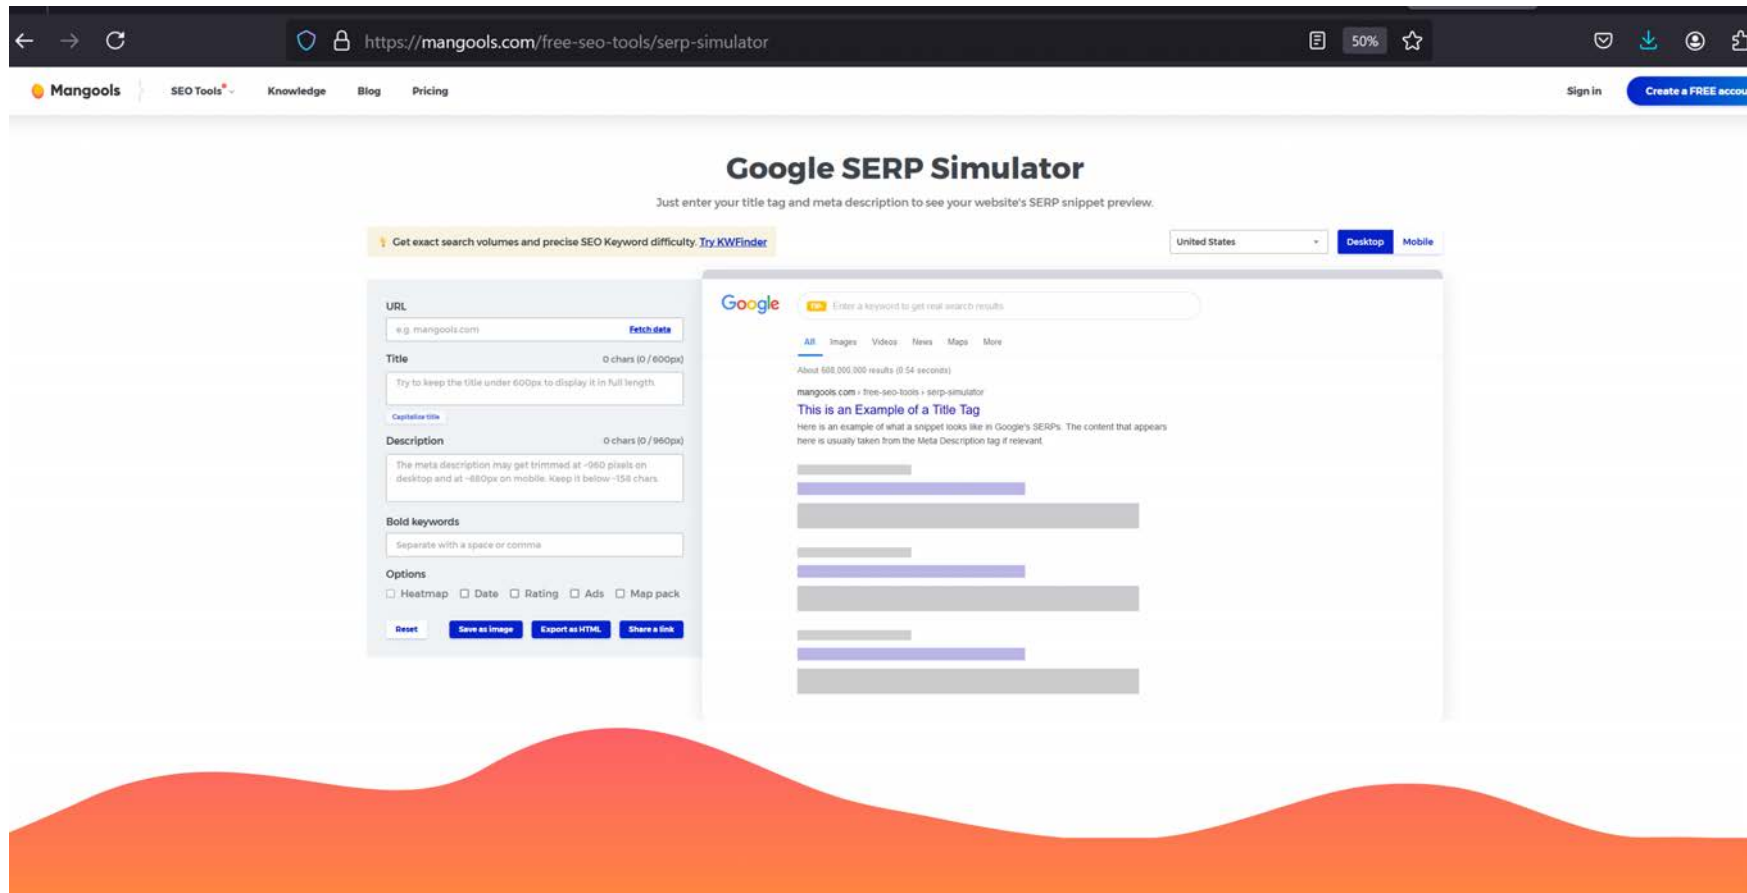 https://mangools.com/free-seo-tools/serp-simulator
50%
Mangools
SEO Tools
Knowledge
Blog
Pricing
Sign in
Create a FREE accou
Google SERP Simulator
Just enter your title tag and meta description to see your website's SERP snippet preview.
Get exact search volumes and precise SEO Keyword difficulty. Try KWFinder
United States
Desktop
Mobile
URL
e.g. mangools.com
Fetch data
Title
0 chars (0 / 600px)
Try to keep the title under 600px to display it in full length.
Capitalize title
Description
0 chars (0 / 960px)
The meta description may get trimmed at ~960 pixels on
desktop and at ~680px on mobile. Keep it below ~158 chars.
Bold keywords
Separate with a space or comma
Options
Heatmap
Date
Rating
Ads
Map pack
Reset
Save as image
Export as HTML
Share a link
Google
Enter a keyword to get real search results
All
Images
Videos
News
Maps
More
About 608,000,000 results (0.54 seconds)
mangools.com › free-seo-tools › serp-simulator
This is an Example of a Title Tag
Here is an example of what a snippet looks like in Google's SERPs. The content that appears
here is usually taken from the Meta Description tag if relevant.